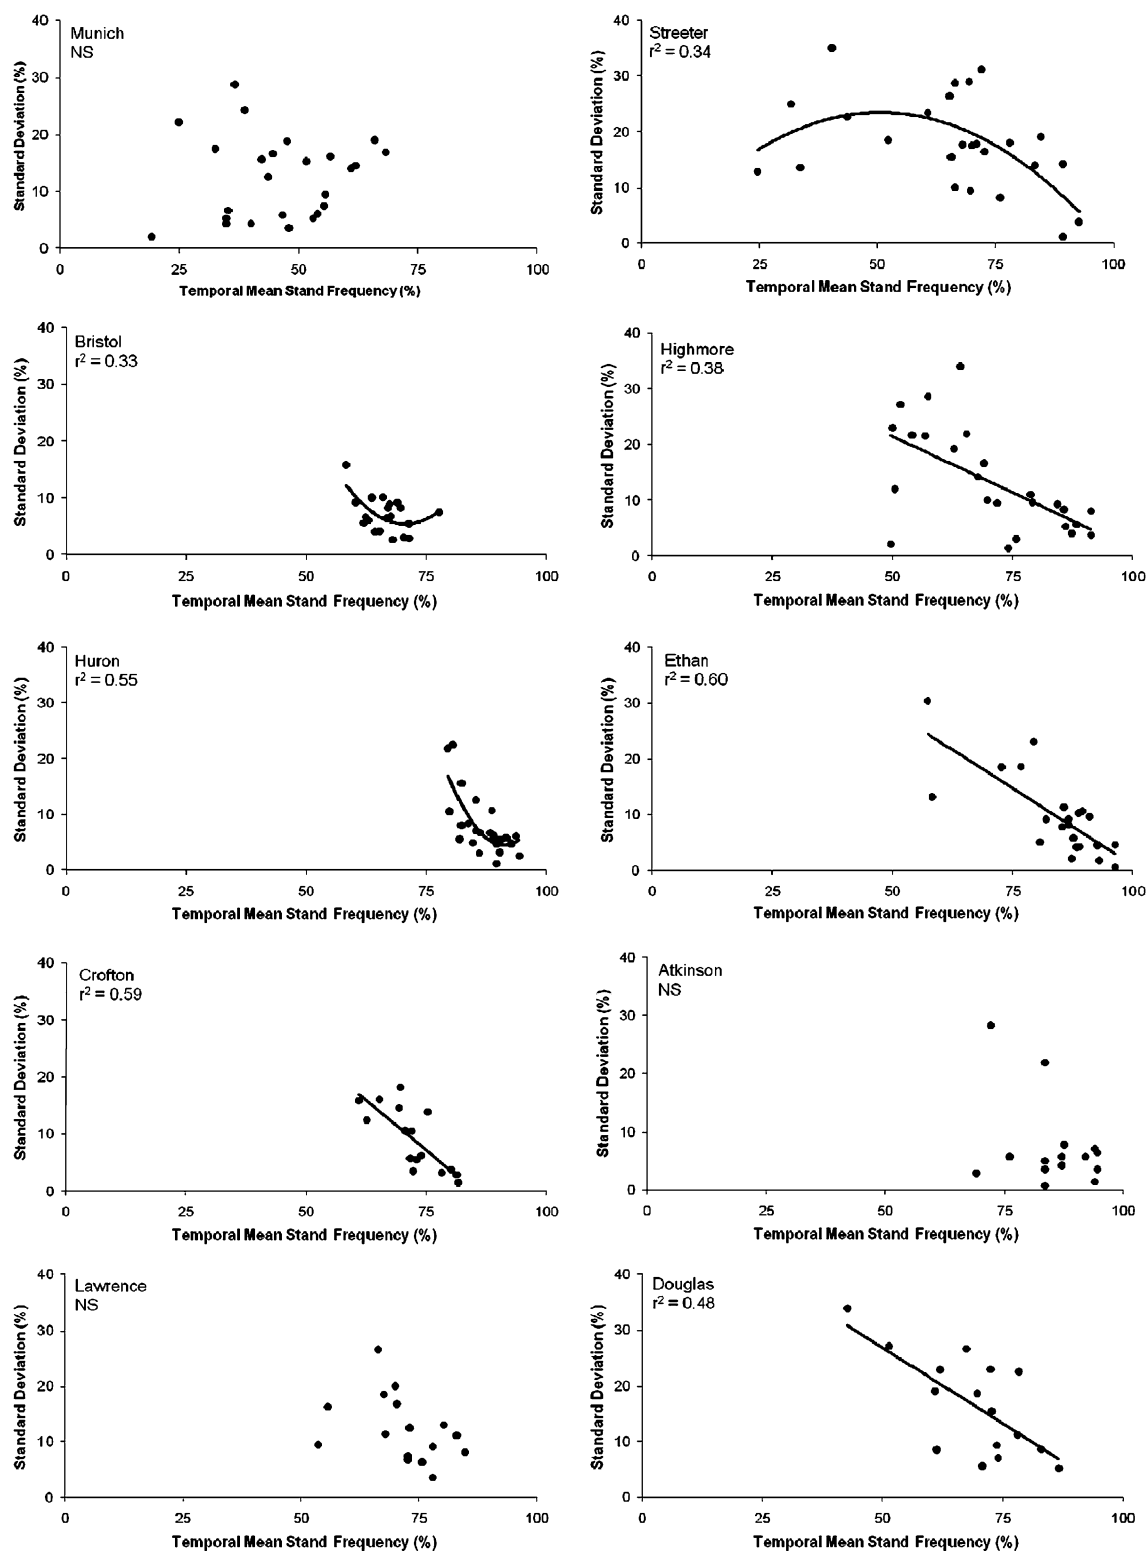 Munich
NS
Standard Deviation (%)
40
30
20
10
0
0 25 50 75 100
Temporal Mean Stand Frequency (%)
Streeter
r² = 0.34
Standard Deviation (%)
40
30
20
10
0
0 25 50 75 100
Temporal Mean Stand Frequency (%)
Bristol
r² = 0.33
Standard Deviation (%)
40
30
20
10
0
0 25 50 75 100
Temporal Mean Stand Frequency (%)
Highmore
r² = 0.38
Standard Deviation (%)
40
30
20
10
0
0 25 50 75 100
Temporal Mean Stand Frequency (%)
Huron
r² = 0.55
Standard Deviation (%)
40
30
20
10
0
0 25 50 75 100
Temporal Mean Stand Frequency (%)
Ethan
r² = 0.60
Standard Deviation (%)
40
30
20
10
0
0 25 50 75 100
Temporal Mean Stand Frequency (%)
Crofton
r² = 0.59
Standard Deviation (%)
40
30
20
10
0
0 25 50 75 100
Temporal Mean Stand Frequency (%)
Atkinson
NS
Standard Deviation (%)
40
30
20
10
0
0 25 50 75 100
Temporal Mean Stand Frequency (%)
Lawrence
NS
Standard Deviation (%)
40
30
20
10
0
0 25 50 75 100
Temporal Mean Stand Frequency (%)
Douglas
r² = 0.48
Standard Deviation (%)
40
30
20
10
0
0 25 50 75 100
Temporal Mean Stand Frequency (%)